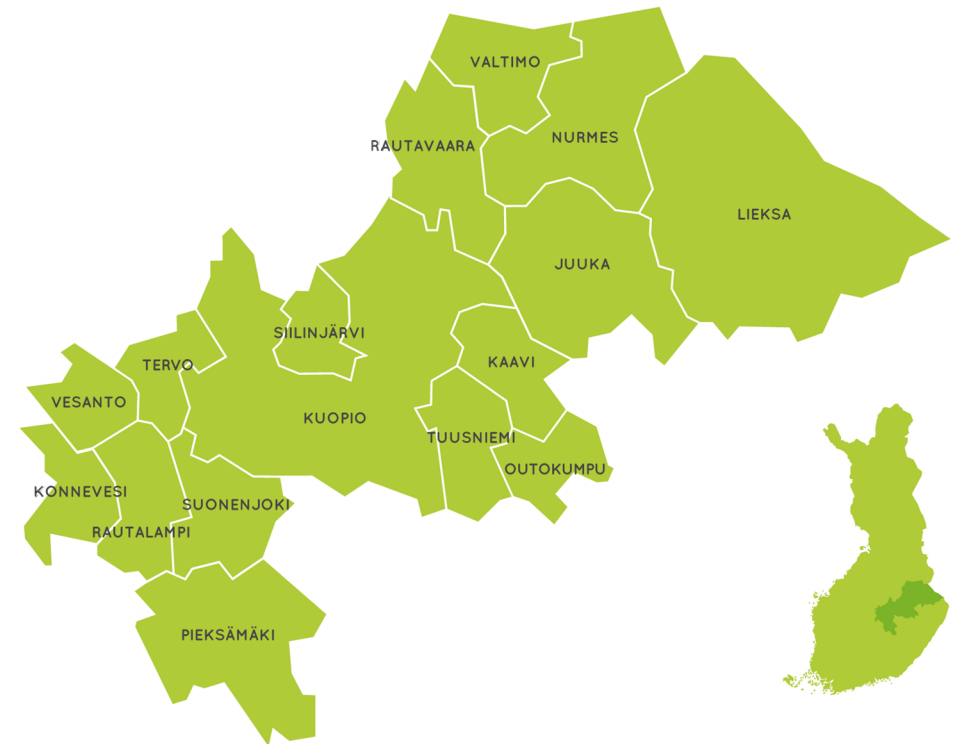 VALTIMO
NURMES
RAUTAVAARA
LIEKSA
JUUKA
SIILINJÄRVI
KAAVI
TERVO
VESANTO
KUOPIO
TUUSNIEMI
OUTOKUMPU
KONNEVESI
SUONENJOKI
RAUTALAMPI
PIEKSÄMÄKI